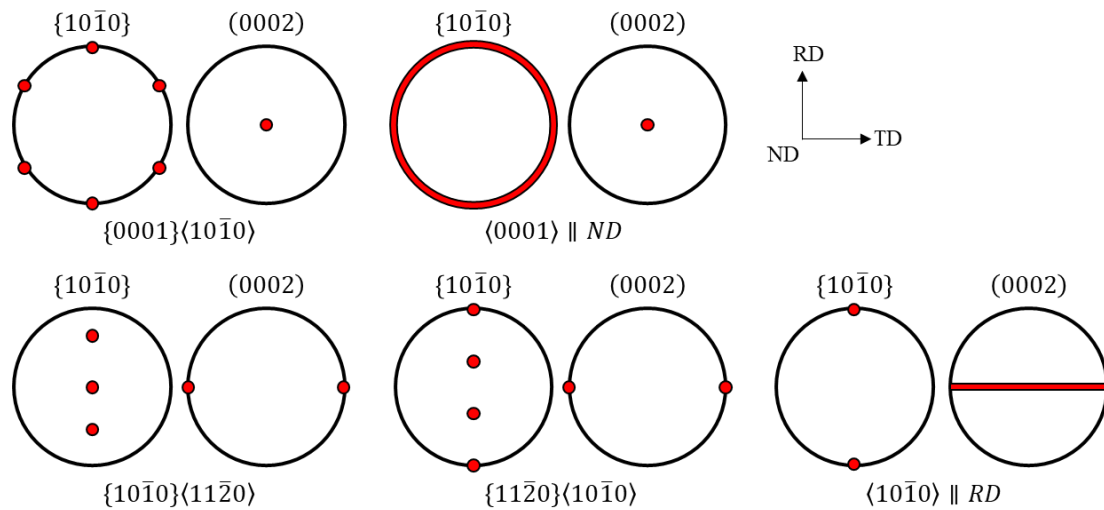 {101̅0} (0002) {101̅0} (0002)
RD
ND TD
{0001}⟨101̅0⟩ ⟨0001⟩ ∥ ND
{101̅0} (0002) {101̅0} (0002) {101̅0} (0002)
{101̅0}⟨112̅0⟩ {112̅0}⟨101̅0⟩ ⟨101̅0⟩ ∥ RD